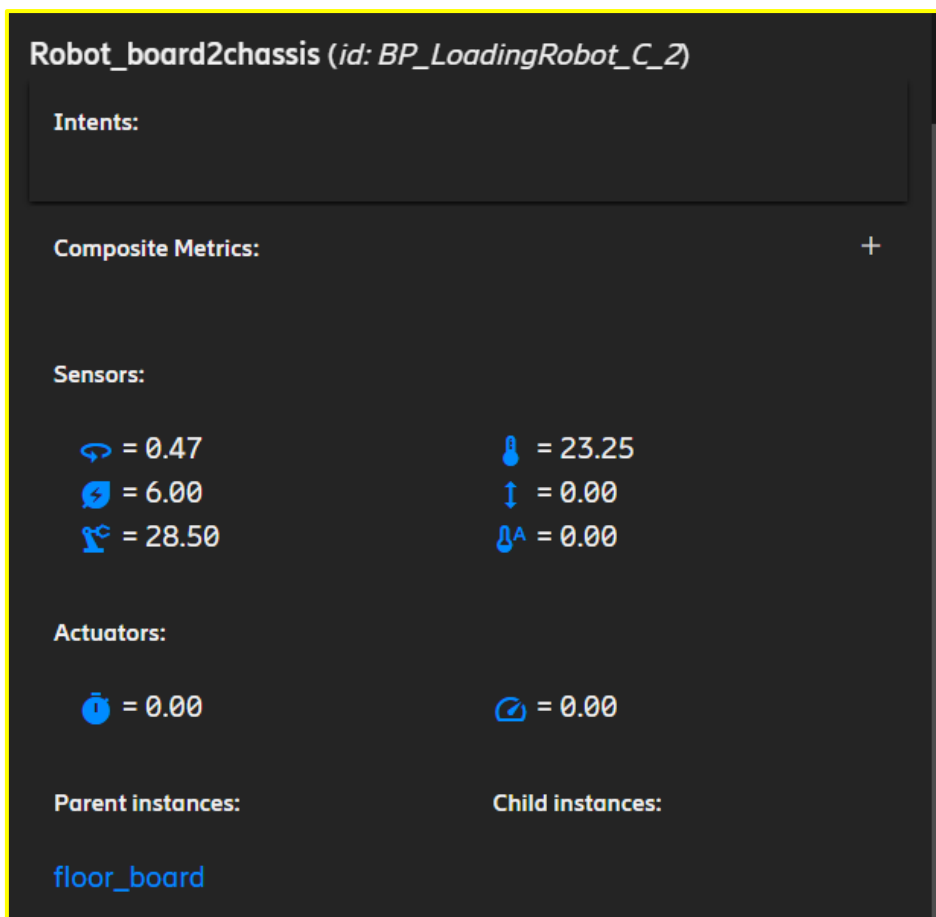 Robot_board2chassis (id: BP_LoadingRobot_C_2)
Intents:
Composite Metrics: +
Sensors:
= 0.47 = 23.25
= 6.00 = 0.00
= 28.50 A = 0.00
Actuators:
= 0.00 = 0.00
Parent instances: Child instances:
floor_board